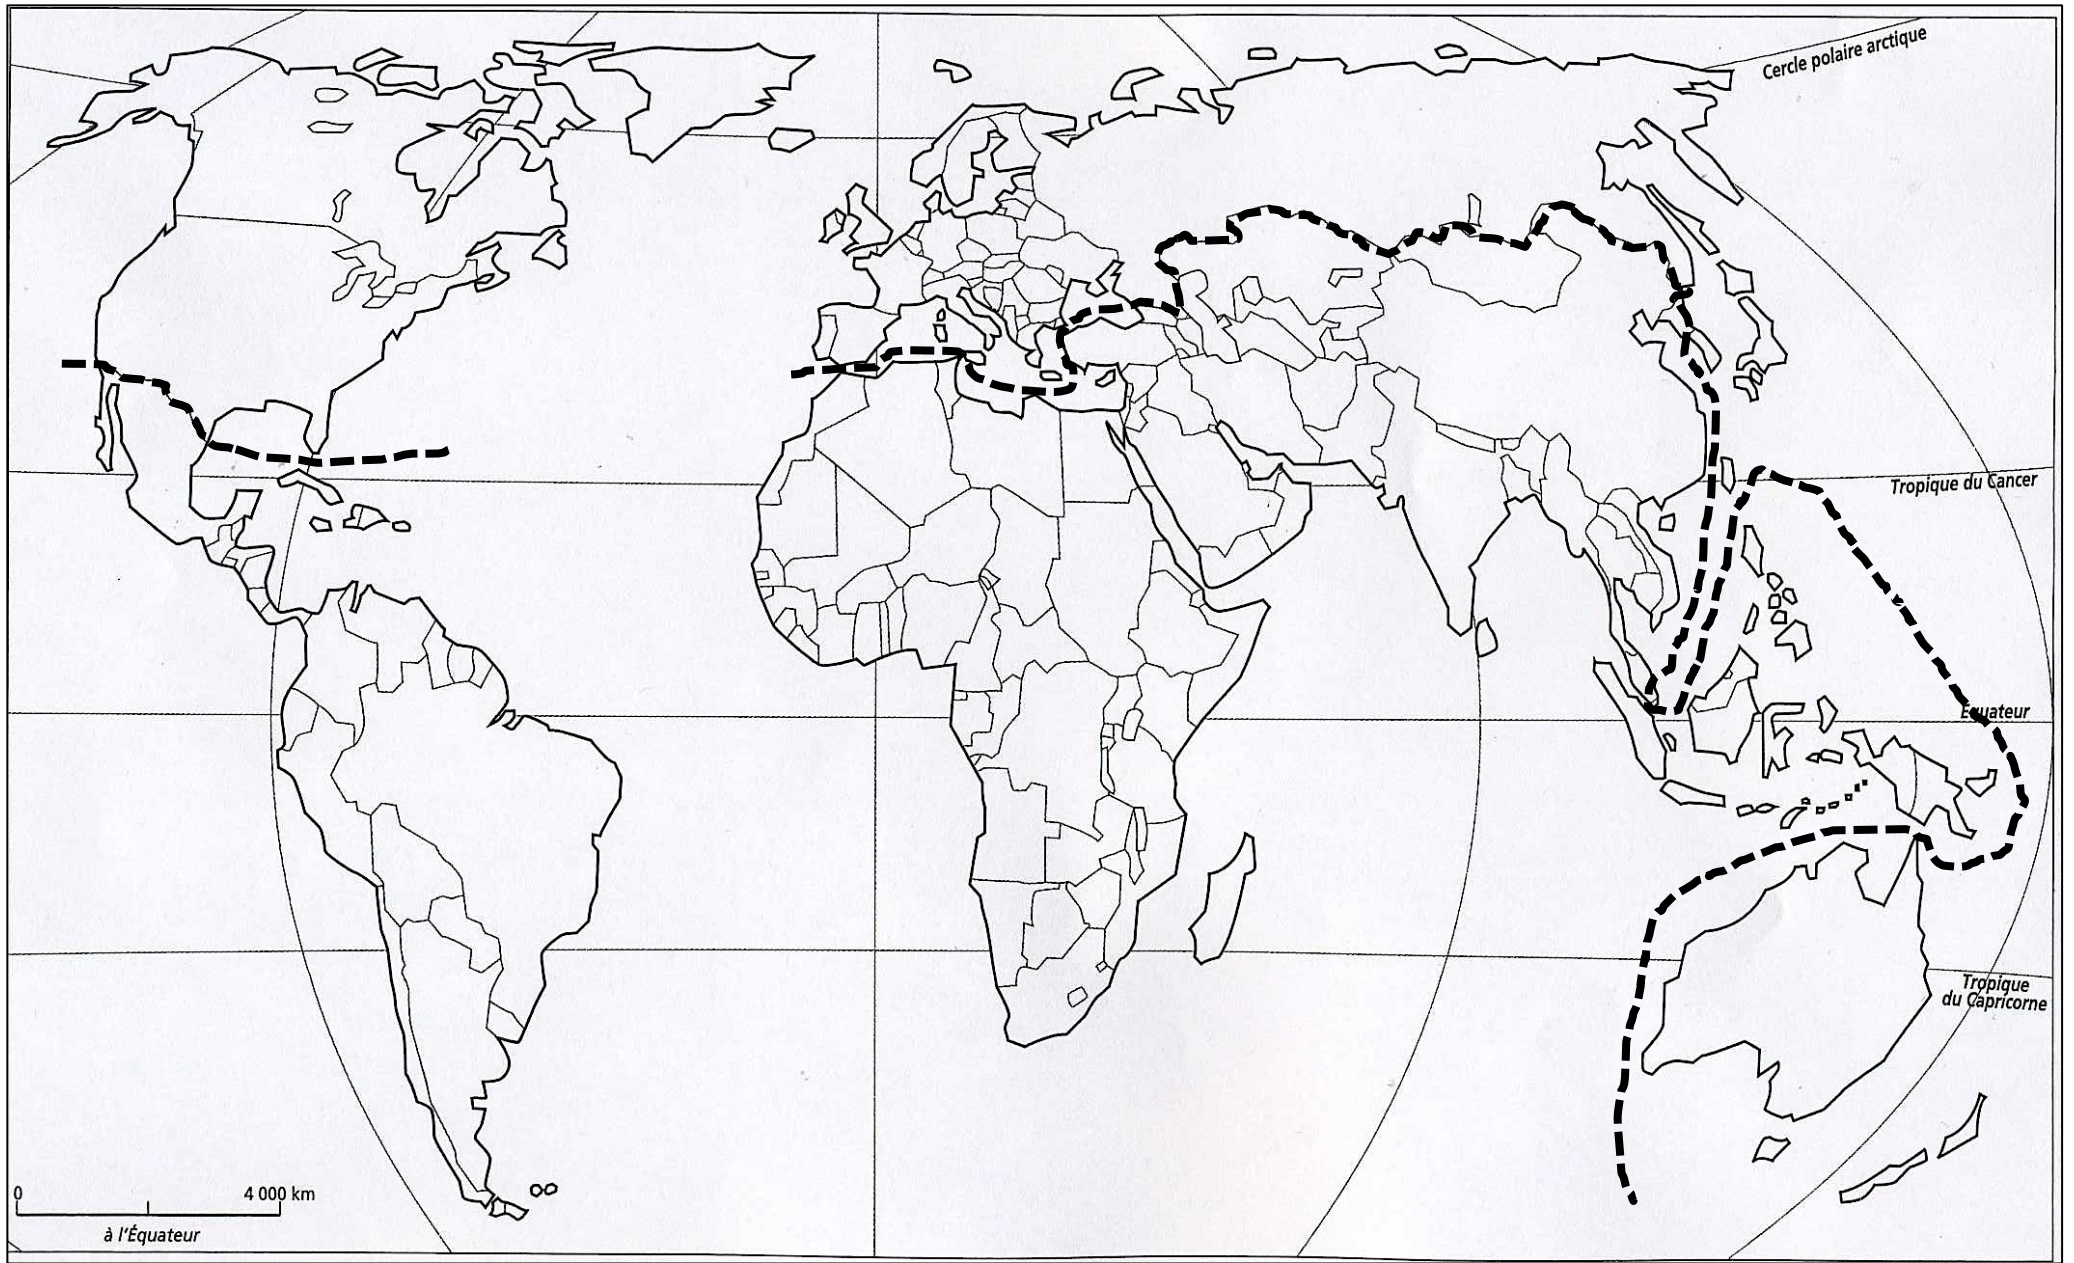 Cercle polaire arctique
Tropique du Cancer
Équateur
Tropique
du Capricorne
0
4 000 km
à l'Équateur